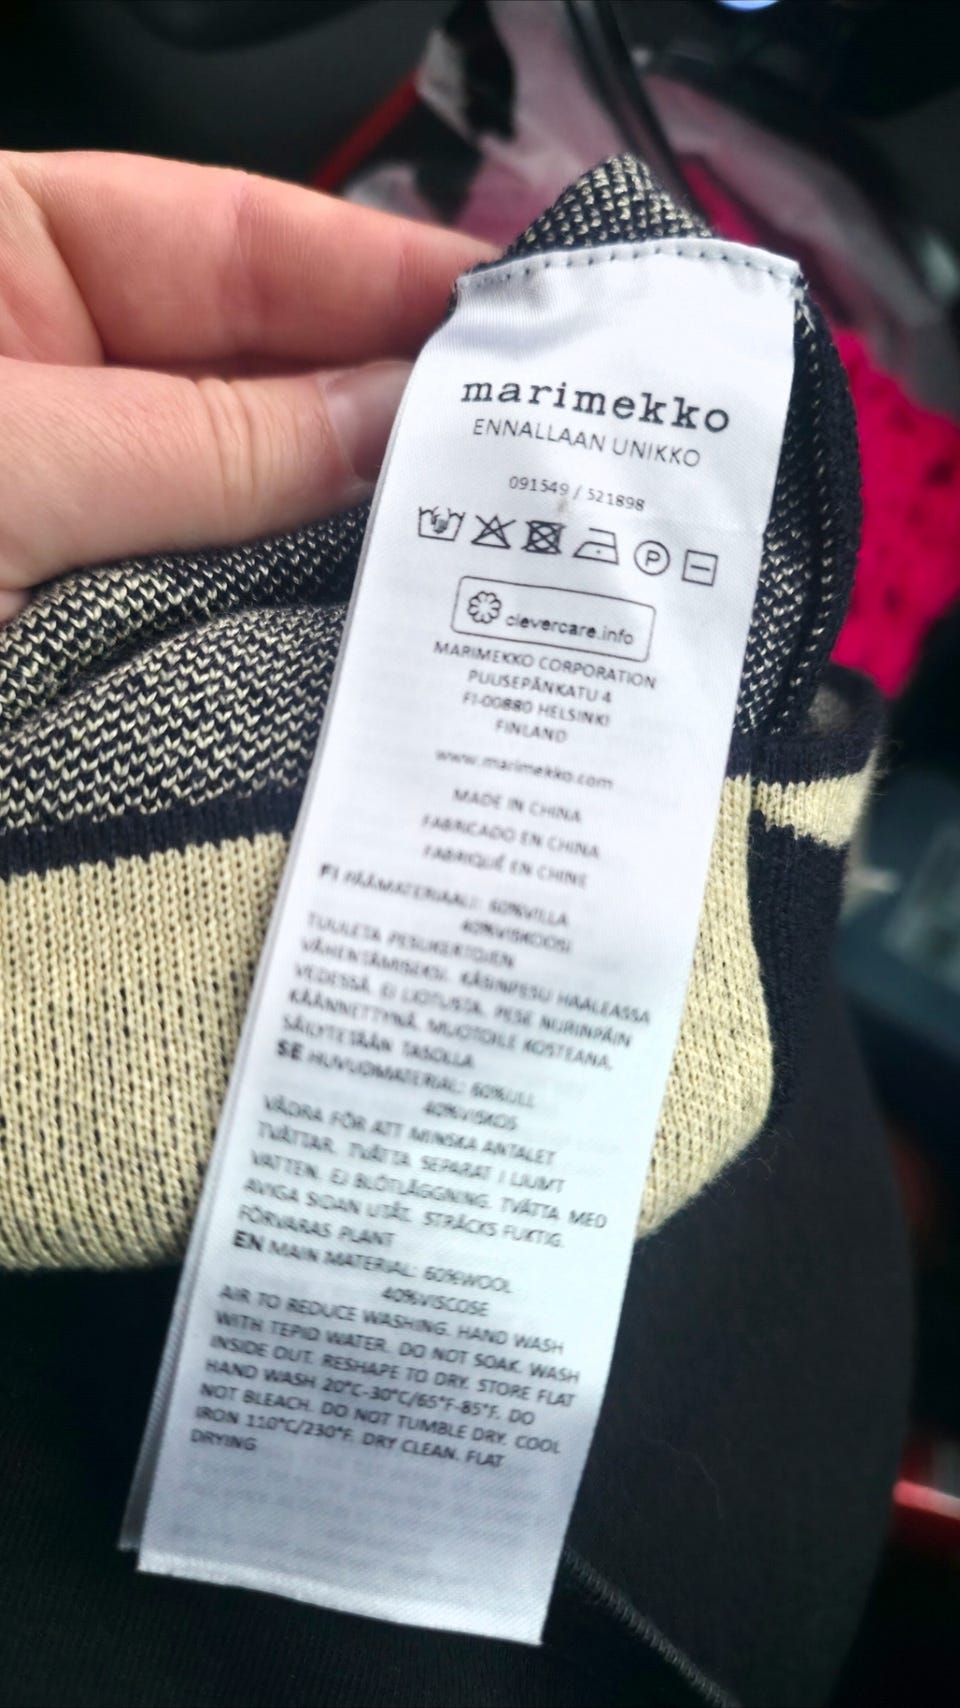 marimekko
ENNALLAAN UNIKKO
091549 / 521898
P
clevercare.info
MARIMEKKO CORPORATION
PUUSEPÄNKATU 4
FI-00880 HELSINKI
FINLAND
www.marimekko.com
MADE IN CHINA
FABRICADO EN CHINA
FABRIQUÉ EN CHINE
FI PÄÄMATERIAALI: 60%VILLA
40%VISKOOSI
TUULETA PESUKERTOJEN
VÄHENTÄMISEKSI. KÄSINPESU HAALEASSA
VEDESSÄ. EI LIOTUSTA. PESE NURINPÄIN
KÄÄNNETTYNÄ. MUOTOILE KOSTEANA.
SÄILYTETÄÄN TASOLLA
SE HUVUDMATERIAL: 60%ULL
40%VISKOS
VÄDRA FÖR ATT MINSKA ANTALET
TVÄTTAR. TVÄTTA SEPARAT I LJUMT
VATTEN. EJ BLÖTLÄGGNING. TVÄTTA MED
AVIGA SIDAN UTÅT. STRÄCKS FUKTIG.
FÖRVARAS PLANT
EN MAIN MATERIAL: 60%WOOL
40%VISCOSE
AIR TO REDUCE WASHING. HAND WASH
WITH TEPID WATER. DO NOT SOAK. WASH
INSIDE OUT. RESHAPE TO DRY. STORE FLAT
HAND WASH 20°C-30°C/65°F-85°F. DO
NOT BLEACH. DO NOT TUMBLE DRY. COOL
IRON 110°C/230°F. DRY CLEAN. FLAT
DRYING